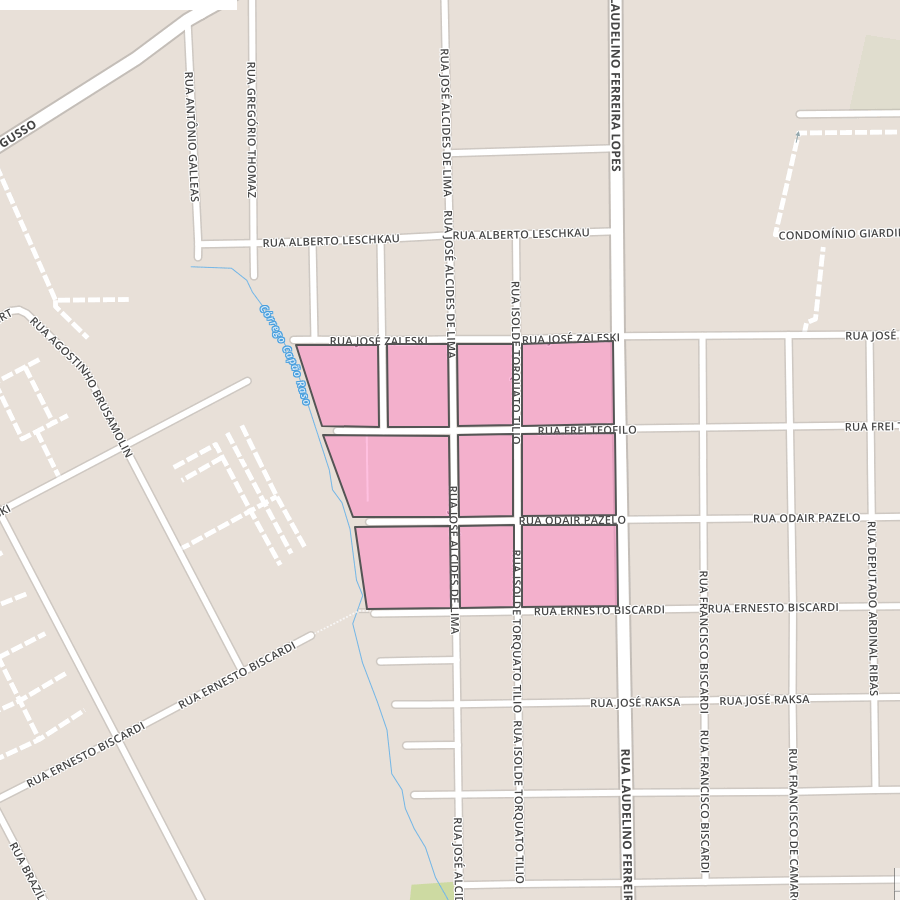 LAUDELINO FERREIRA LOPES
GUSSO
RUA ANTÔNIO GALLEAS
RUA GREGÓRIO THOMAZ
RUA JOSÉ ALCIDES DE LIMA
RUA JOSÉ ALCIDES DE LIMA
RUA ALBERTO LESCHKAU
RUA ALBERTO LESCHKAU
CONDOMÍNIO GIARDI
RUA ISOLDE TORQUATO TILIO
Córrego Capão Raso
RT
RUA AGOSTINHO BRUSAMOLIN
RUA JOSÉ ZALESKI
RUA JOSÉ ZALESKI
RUA JOSÉ
RUA FREI TEOFILO
RUA FREI T
KI
RUA JOSÉ ALCIDES DE LIMA
RUA ODAIR PAZELO
RUA ODAIR PAZELO
RUA DEPUTADO ARDINAL RIBAS
RUA ISOLDE TORQUATO TILIO
RUA FRANCISCO BISCARDI
RUA ERNESTO BISCARDI
RUA ERNESTO BISCARDI
RUA ERNESTO BISCARDI
RUA ERNESTO BISCARDI
RUA JOSÉ RAKSA
RUA JOSÉ RAKSA
RUA ISOLDE TORQUATO TILIO
RUA LAUDELINO FERREIR
RUA FRANCISCO BISCARDI
RUA FRANCISCO DE CAMARG
RUA JOSÉ ALCID
RUA BRAZÍL